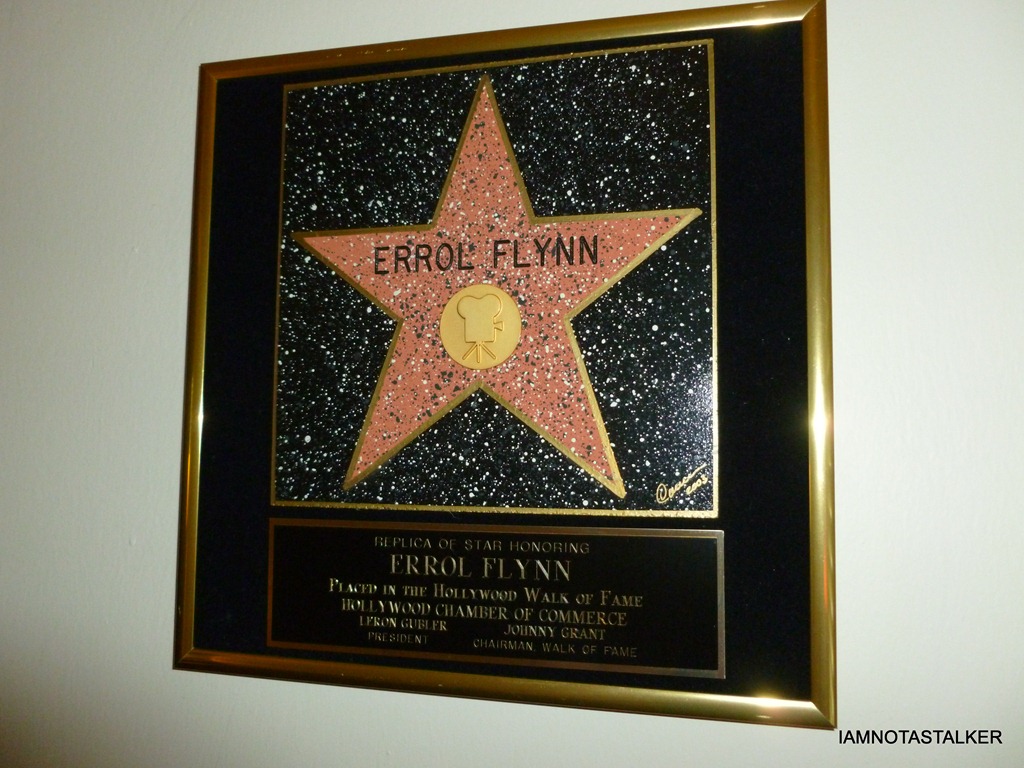 ERROL FLYNN
2005
REPLICA OF STAR HONORING
ERROL FLYNN
PLACED IN THE HOLLYWOOD WALK OF FAME
HOLLYWOOD CHAMBER OF COMMERCE
LERON GUBLER JOHNNY GRANT
PRESIDENT CHAIRMAN, WALK OF FAME
IAMNOTASTALKER